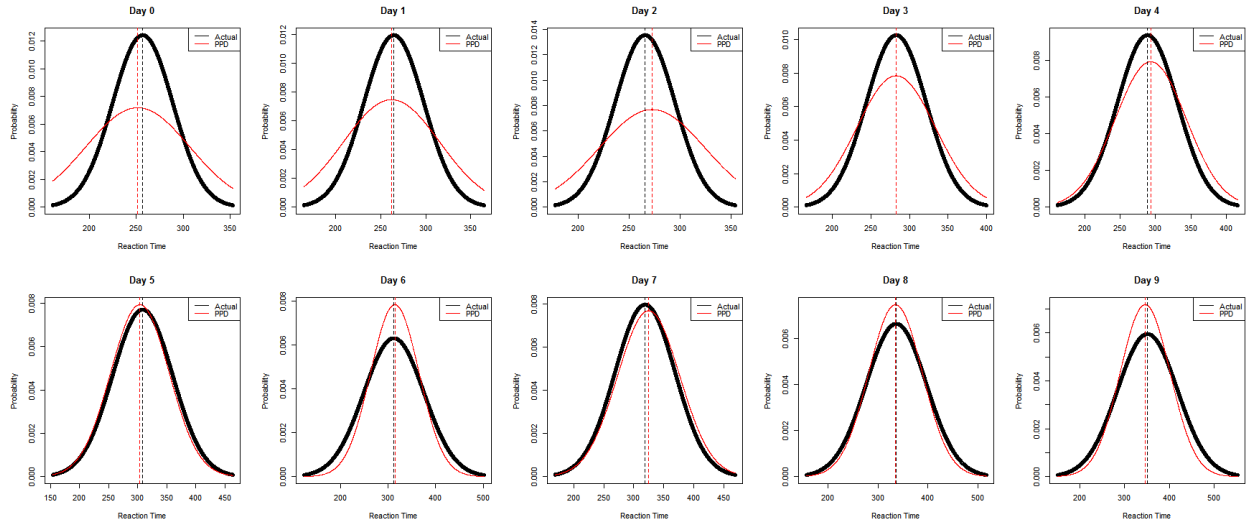 Day 0
Actual
PPD
Probability
0.000 0.002 0.004 0.006 0.008 0.010 0.012
200 250 300 350
Reaction Time
Day 1
Actual
PPD
Probability
0.000 0.002 0.004 0.006 0.008 0.010 0.012
200 250 300 350
Reaction Time
Day 2
Actual
PPD
Probability
0.000 0.002 0.004 0.006 0.008 0.010 0.012 0.014
200 250 300 350
Reaction Time
Day 3
Actual
PPD
Probability
0.000 0.002 0.004 0.006 0.008 0.010
200 250 300 350 400
Reaction Time
Day 4
Actual
PPD
Probability
0.000 0.002 0.004 0.006 0.008
200 250 300 350 400
Reaction Time
Day 5
Actual
PPD
Probability
0.000 0.002 0.004 0.006 0.008
150 200 250 300 350 400 450
Reaction Time
Day 6
Actual
PPD
Probability
0.000 0.002 0.004 0.006 0.008
200 300 400 500
Reaction Time
Day 7
Actual
PPD
Probability
0.000 0.002 0.004 0.006 0.008
200 250 300 350 400 450
Reaction Time
Day 8
Actual
PPD
Probability
0.000 0.002 0.004 0.006
200 300 400 500
Reaction Time
Day 9
Actual
PPD
Probability
0.000 0.002 0.004 0.006
200 300 400 500
Reaction Time